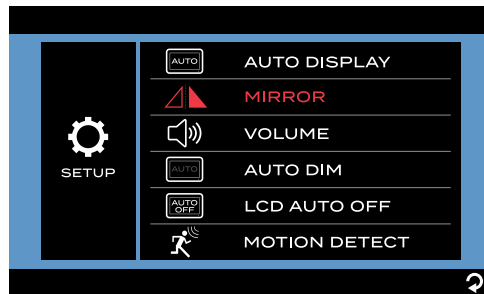 SETUP
AUTO AUTO DISPLAY
MIRROR
VOLUME
AUTO AUTO DIM
AUTO
OFF LCD AUTO OFF
MOTION DETECT